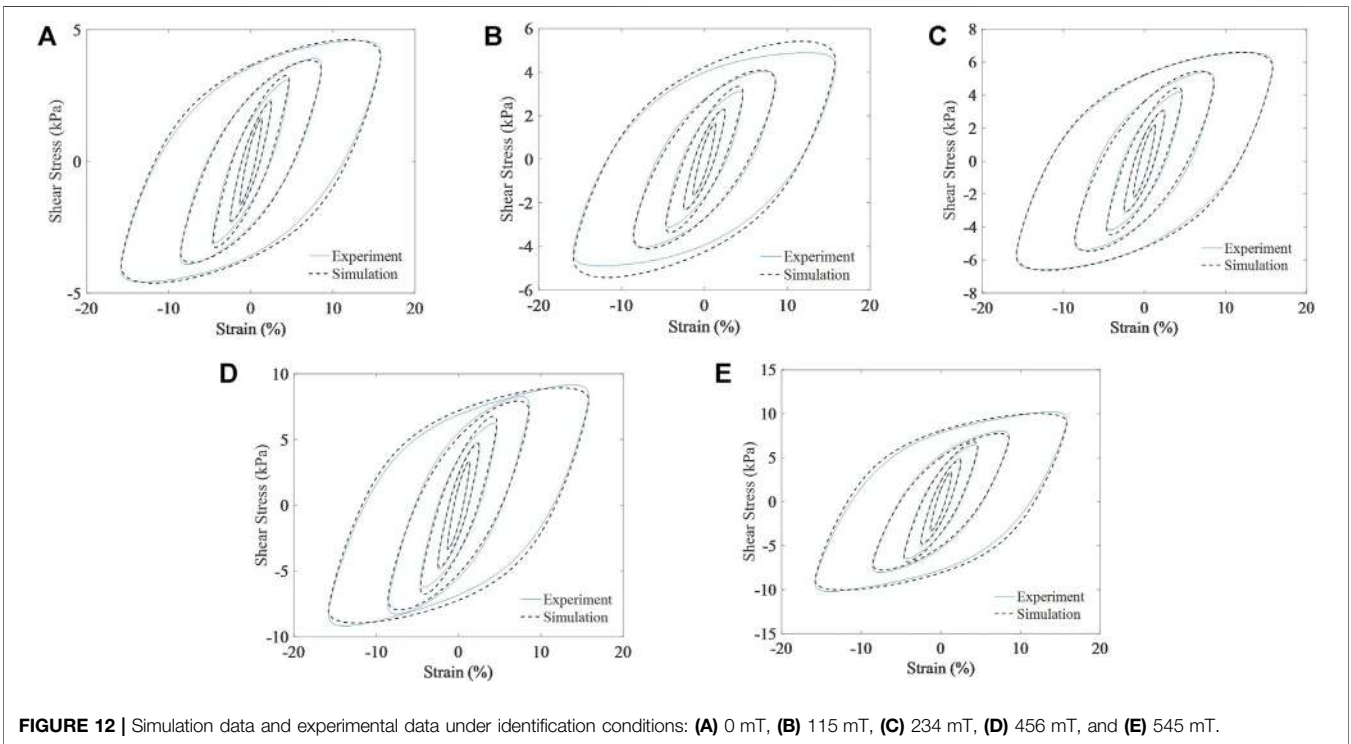 A
5
0
-5
-20
-10
0
10
20
Shear Stress (kPa)
Strain (%)
Experiment
Simulation
B
6
4
2
0
-2
-4
-6
-20
-10
0
10
20
Shear Stress (kPa)
Strain (%)
Experiment
Simulation
C
8
6
4
2
0
-2
-4
-6
-8
-20
-10
0
10
20
Shear Stress (kPa)
Strain (%)
Experiment
Simulation
D
10
5
0
-5
-10
-20
-10
0
10
20
Shear Stress (kPa)
Strain (%)
Experiment
Simulation
E
15
10
5
0
-5
-10
-15
-20
-10
0
10
20
Shear Stress (kPa)
Strain (%)
Experiment
Simulation
FIGURE 12 | Simulation data and experimental data under identification conditions: (A) 0 mT, (B) 115 mT, (C) 234 mT, (D) 456 mT, and (E) 545 mT.